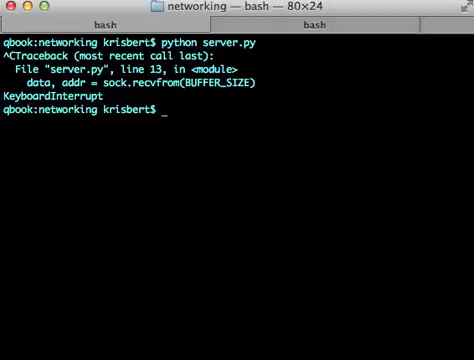 networking — bash — 80×24
bash bash
qbook:networking krisbert$ python server.py
^CTraceback (most recent call last):
  File "server.py", line 13, in <module>
    data, addr = sock.recvfrom(BUFFER_SIZE)
KeyboardInterrupt
qbook:networking krisbert$ _